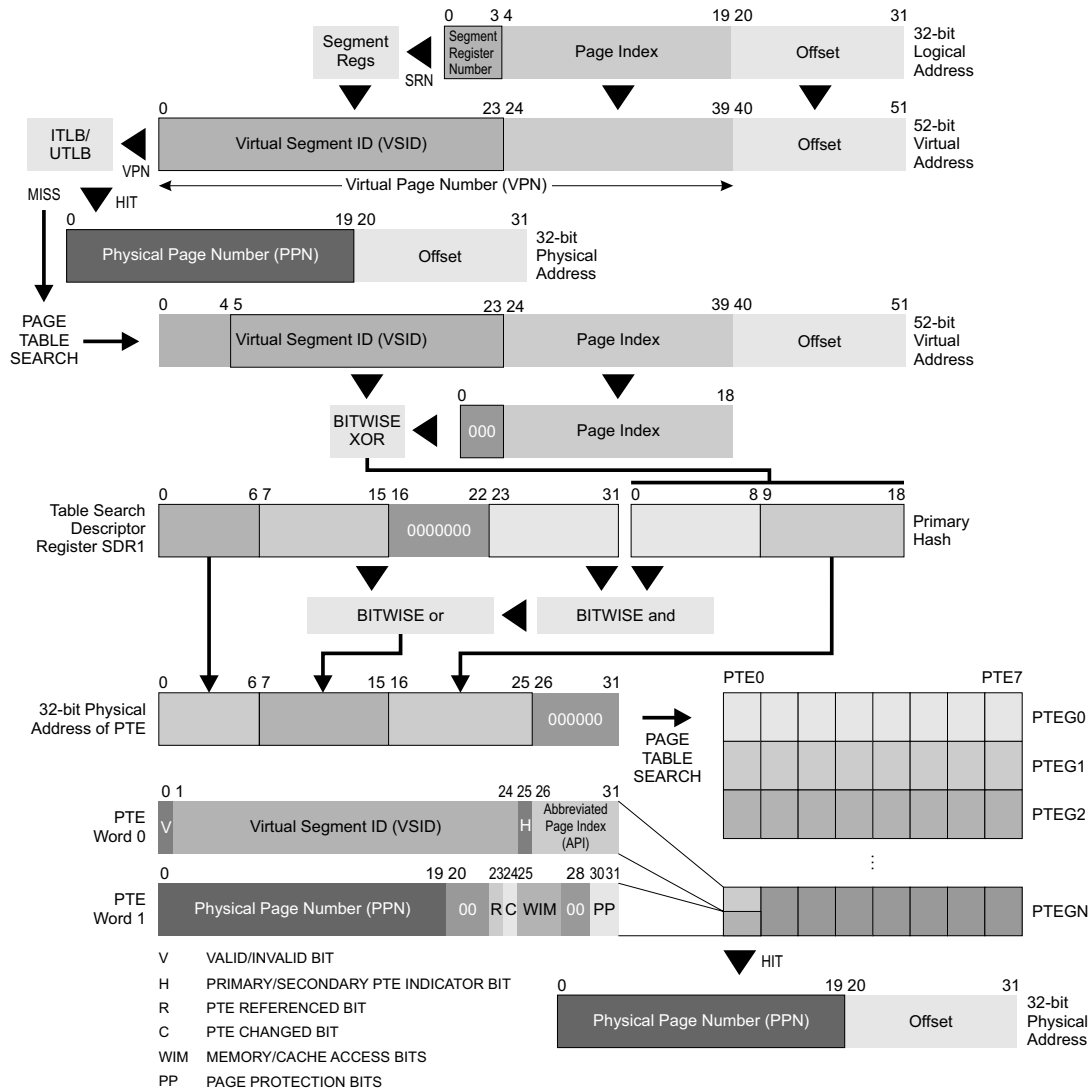 0 3 4 19 20 31
Segment
Regs
SRN
Segment
Register
Number
Page Index
Offset
32-bit
Logical
Address
0 23 24 39 40 51
ITLB/
UTLB
VPN
Virtual Segment ID (VSID)
Offset
52-bit
Virtual
Address
Virtual Page Number (VPN)
MISS
HIT
0 19 20 31
Physical Page Number (PPN)
Offset
32-bit
Physical
Address
0 4 5 23 24 39 40 51
PAGE
TABLE
SEARCH
Virtual Segment ID (VSID)
Page Index
Offset
52-bit
Virtual
Address
0 18
BITWISE
XOR
000
Page Index
0 6 7 15 16 22 23 31 0 8 9 18
Table Search
Descriptor
Register SDR1
0000000
Primary
Hash
BITWISE or
BITWISE and
0 6 7 15 16 25 26 31
32-bit Physical
Address of PTE
000000
PAGE
TABLE
SEARCH
PTE0 PTE7
PTEG0
PTEG1
PTEG2
...
PTEGN
0 1 24 25 26 31
PTE
Word 0
V
Virtual Segment ID (VSID)
H
Abbreviated
Page Index
(API)
0 19 20 23 24 25 28 30 31
PTE
Word 1
Physical Page Number (PPN)
00
R
C
WIM
00
PP
V VALID/INVALID BIT
H PRIMARY/SECONDARY PTE INDICATOR BIT
R PTE REFERENCED BIT
C PTE CHANGED BIT
WIM MEMORY/CACHE ACCESS BITS
PP PAGE PROTECTION BITS
HIT
0 19 20 31
Physical Page Number (PPN)
Offset
32-bit
Physical
Address